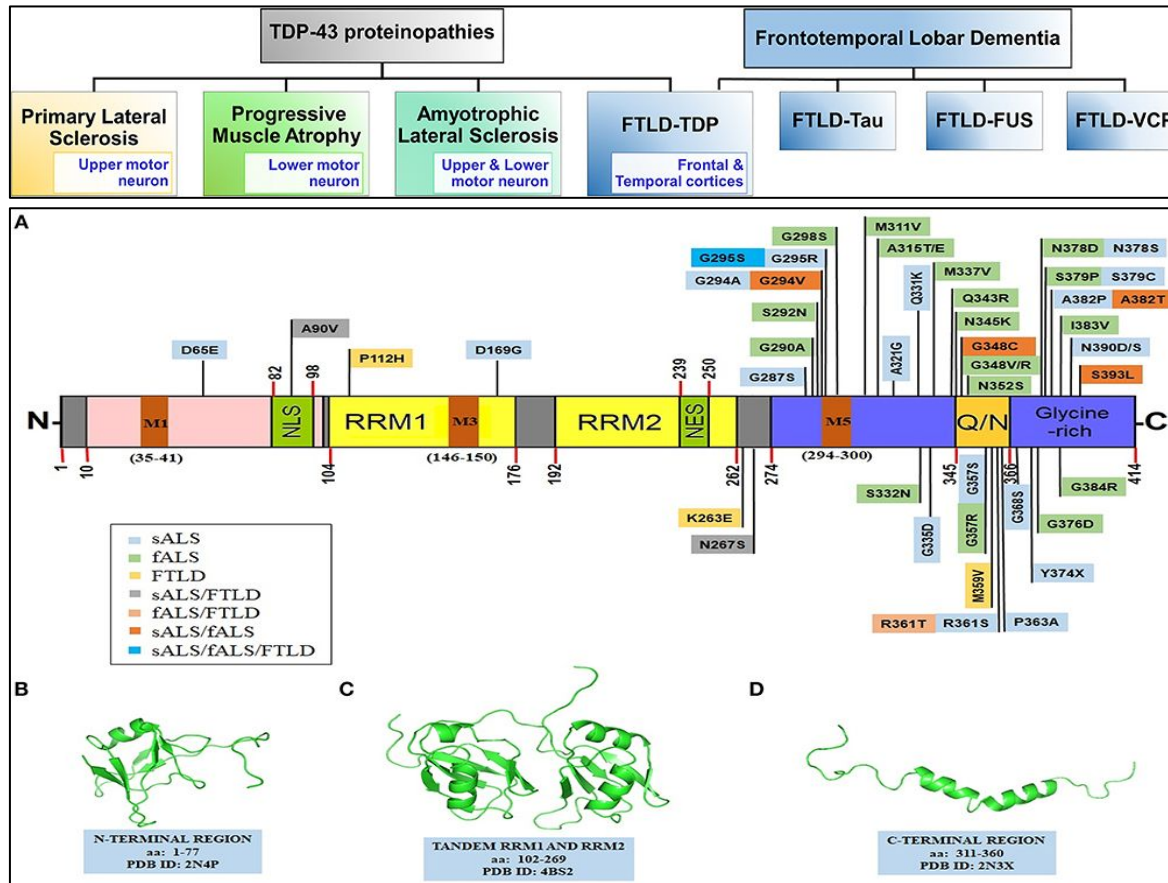 TDP-43 proteinopathies
Frontotemporal Lobar Dementia
Primary Lateral
Sclerosis
Upper motor
neuron
Progressive
Muscle Atrophy
Lower motor
neuron
Amyotrophic
Lateral Sclerosis
Upper & Lower
motor neuron
FTLD-TDP
Frontal &
Temporal cortices
FTLD-Tau
FTLD-FUS
FTLD-VCP
A
G298S
G295S G295R
G294A G294V
S292N
G290A
G287S
M311V
A315T/E
Q331K
M337V
A321G
Q343R
N345K
G348C
G348V/R
N352S
N378D N378S
S379P S379C
A382P A382T
I383V
N390D/S
S393L
D65E
A90V
P112H
D169G
82
98
239
250
N
M1
NLS
RRM1
M3
RRM2
NES
M5
Q/N
Glycine
-rich
C
1
10
(35-41)
104
(146-150)
176
192
262
274
(294-300)
345
366
414
K263E
N267S
S332N
G335D
G357S
G357R
M359V
G368S
G384R
G376D
Y374X
R361T R361S P363A
sALS
fALS
FTLD
sALS/FTLD
fALS/FTLD
sALS/fALS
sALS/fALS/FTLD
B
N-TERMINAL REGION
aa: 1-77
PDB ID: 2N4P
C
TANDEM RRM1 AND RRM2
aa: 102-269
PDB ID: 4BS2
D
C-TERMINAL REGION
aa: 311-360
PDB ID: 2N3X